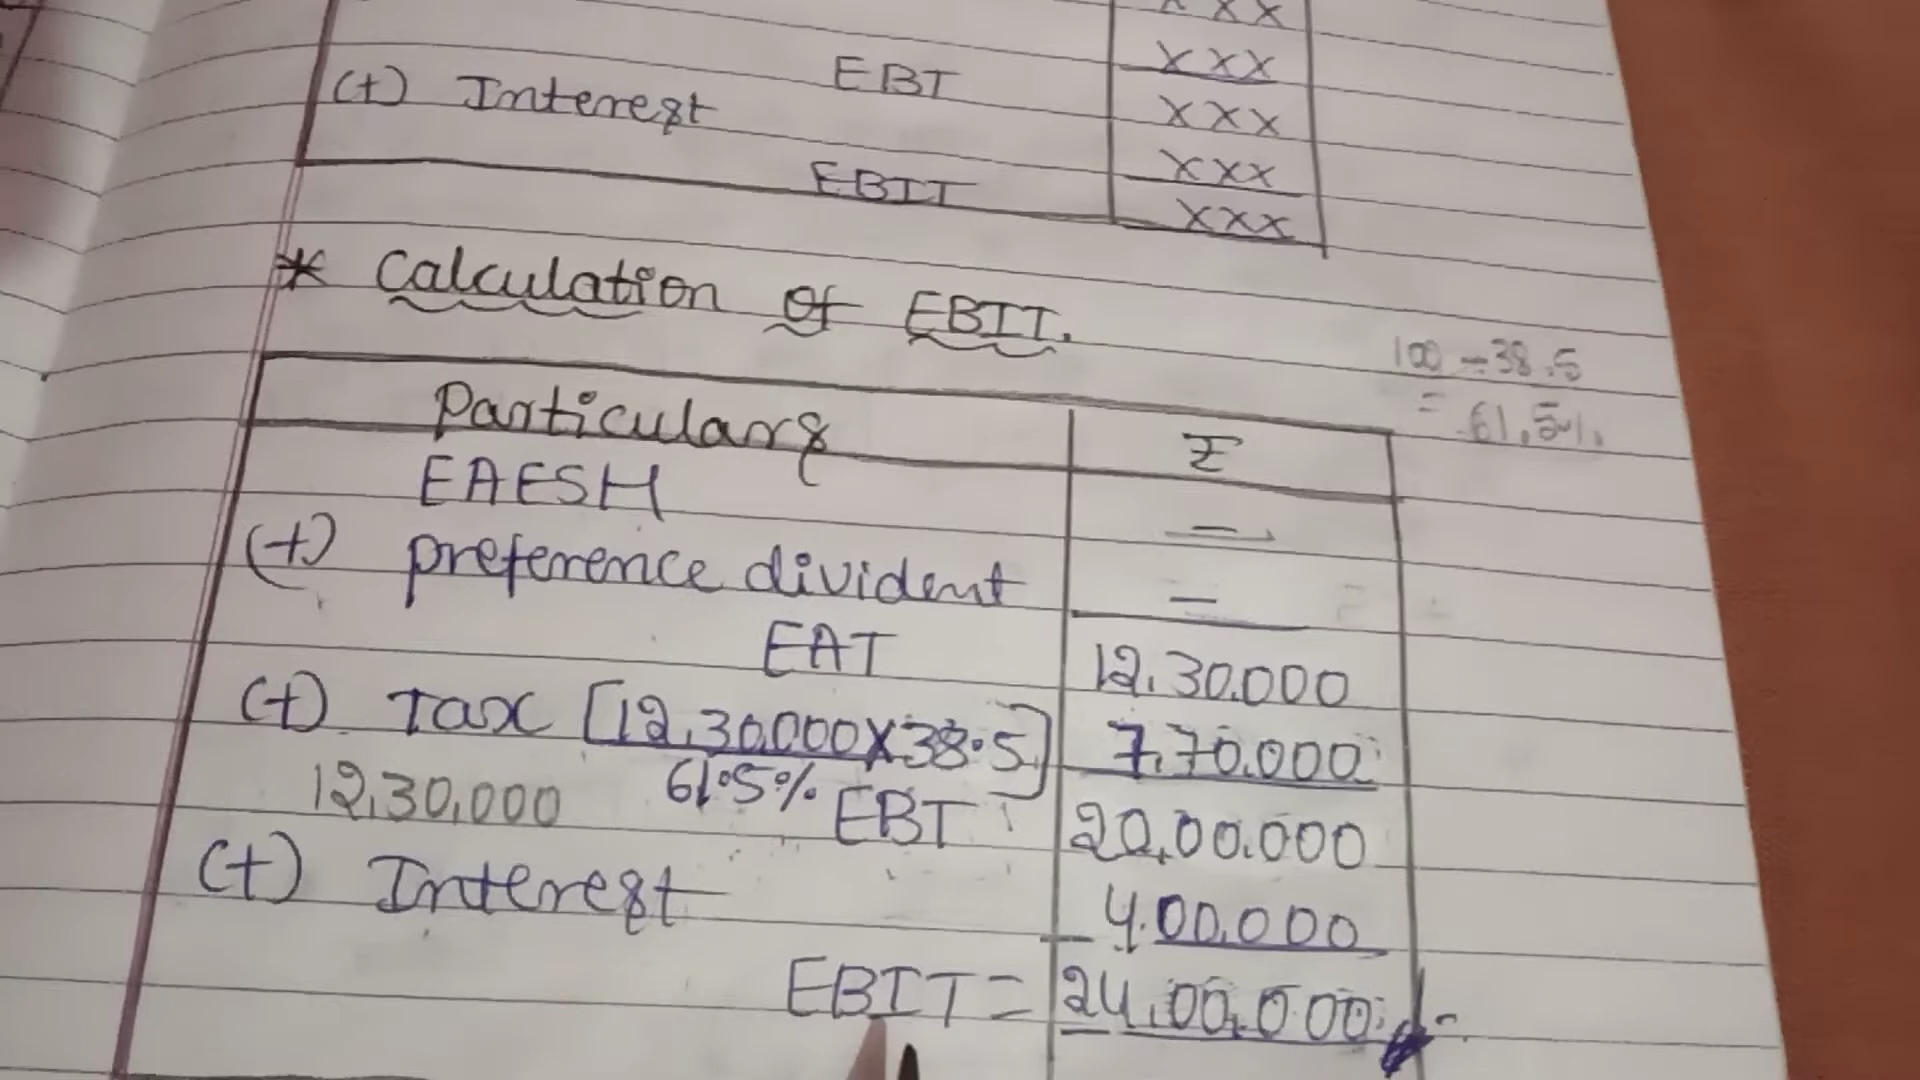 XXX
EBT XXX
(+) Interest XXX
XXX
EBIT XXX
* Calculation of EBIT.
100 - 38.5
= 61.5%.
Particulars ₹
EAESH —
(+) preference divident —
EAT 12,30,000
(+) Tax [12,30,000X38.5] 7,70,000
61.5%
12,30,000 EBT 20,00,000
(+) Interest 4,00,000
EBIT = 24,00,000/-